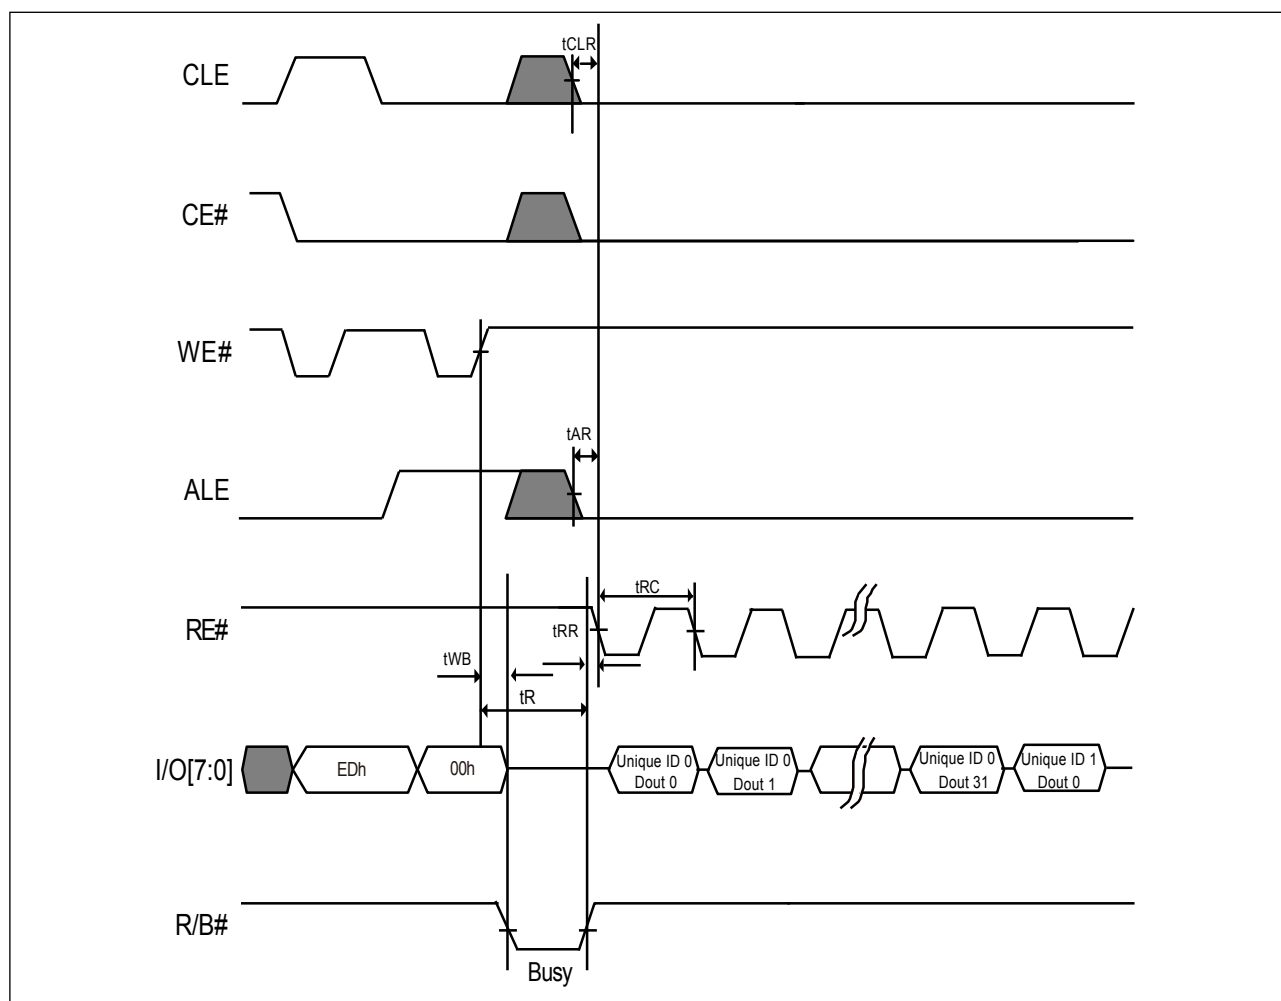 tCLR
CLE
CE#
WE#
tAR
ALE
tRC
RE#
tRR
tWB
tR
I/O[7:0]
EDh
00h
Unique ID 0
Dout 0
Unique ID 0
Dout 1
Unique ID 0
Dout 31
Unique ID 1
Dout 0
R/B#
Busy